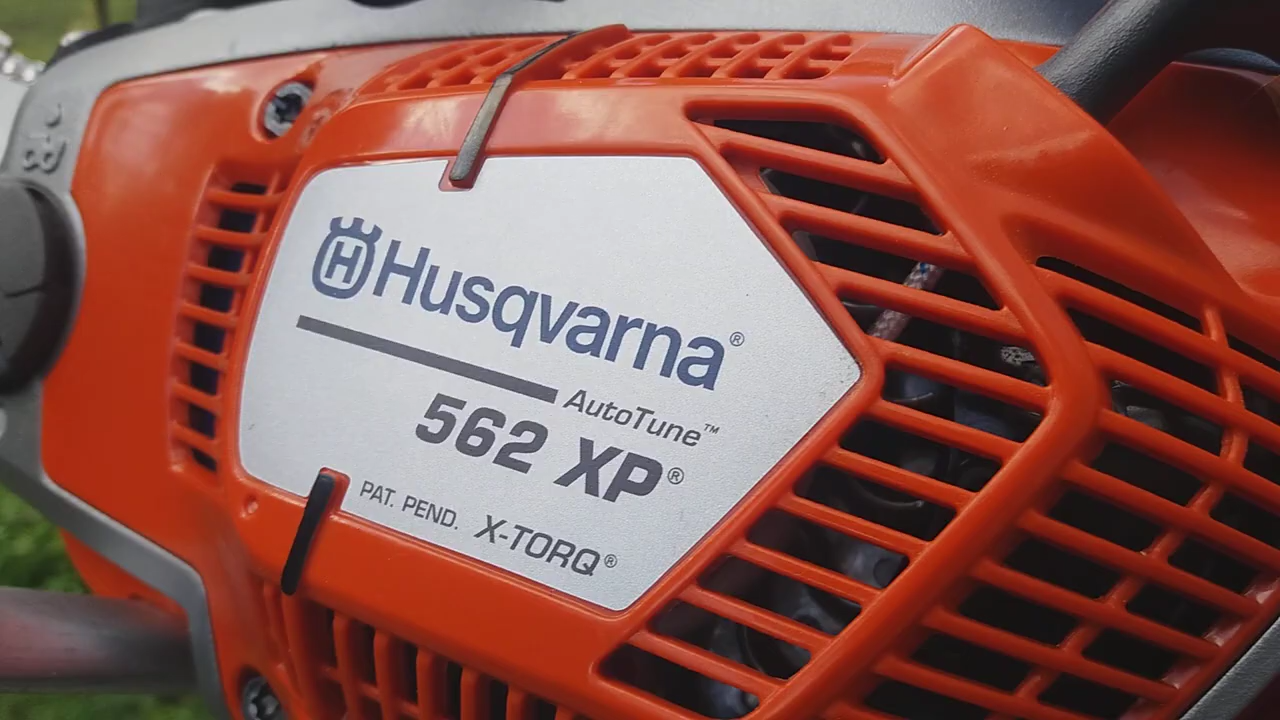 H Husqvarna®
AutoTune™
562 XP®
PAT. PEND. X-TORQ®